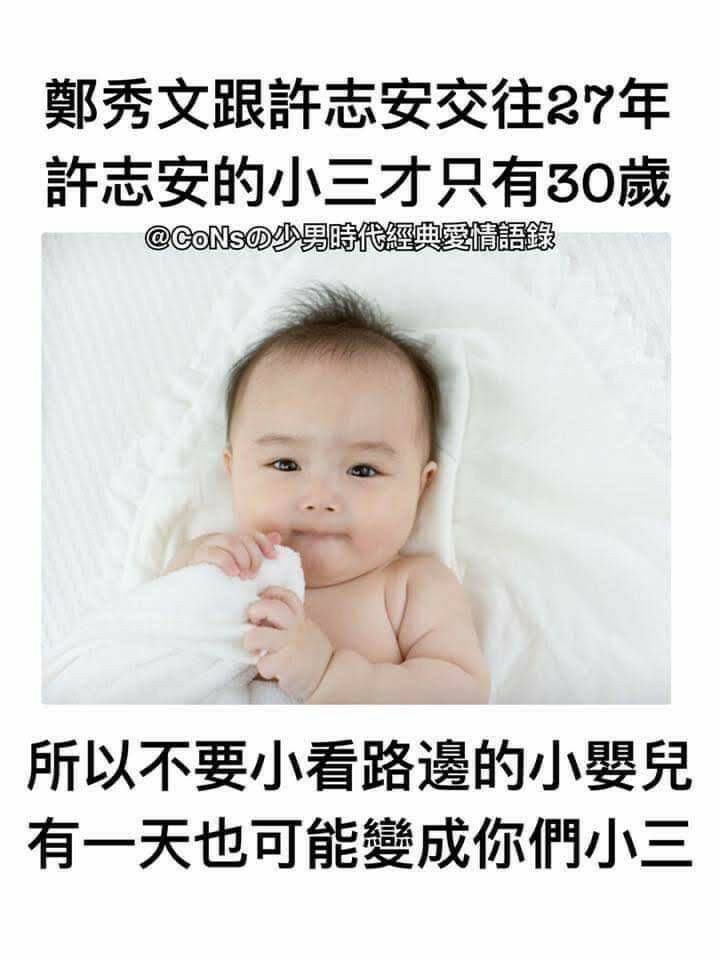 鄭秀文跟許志安交往27年
許志安的小三才只有30歲
@CoNsの少男時代經典愛情語錄
所以不要小看路邊的小嬰兒
有一天也可能變成你們小三